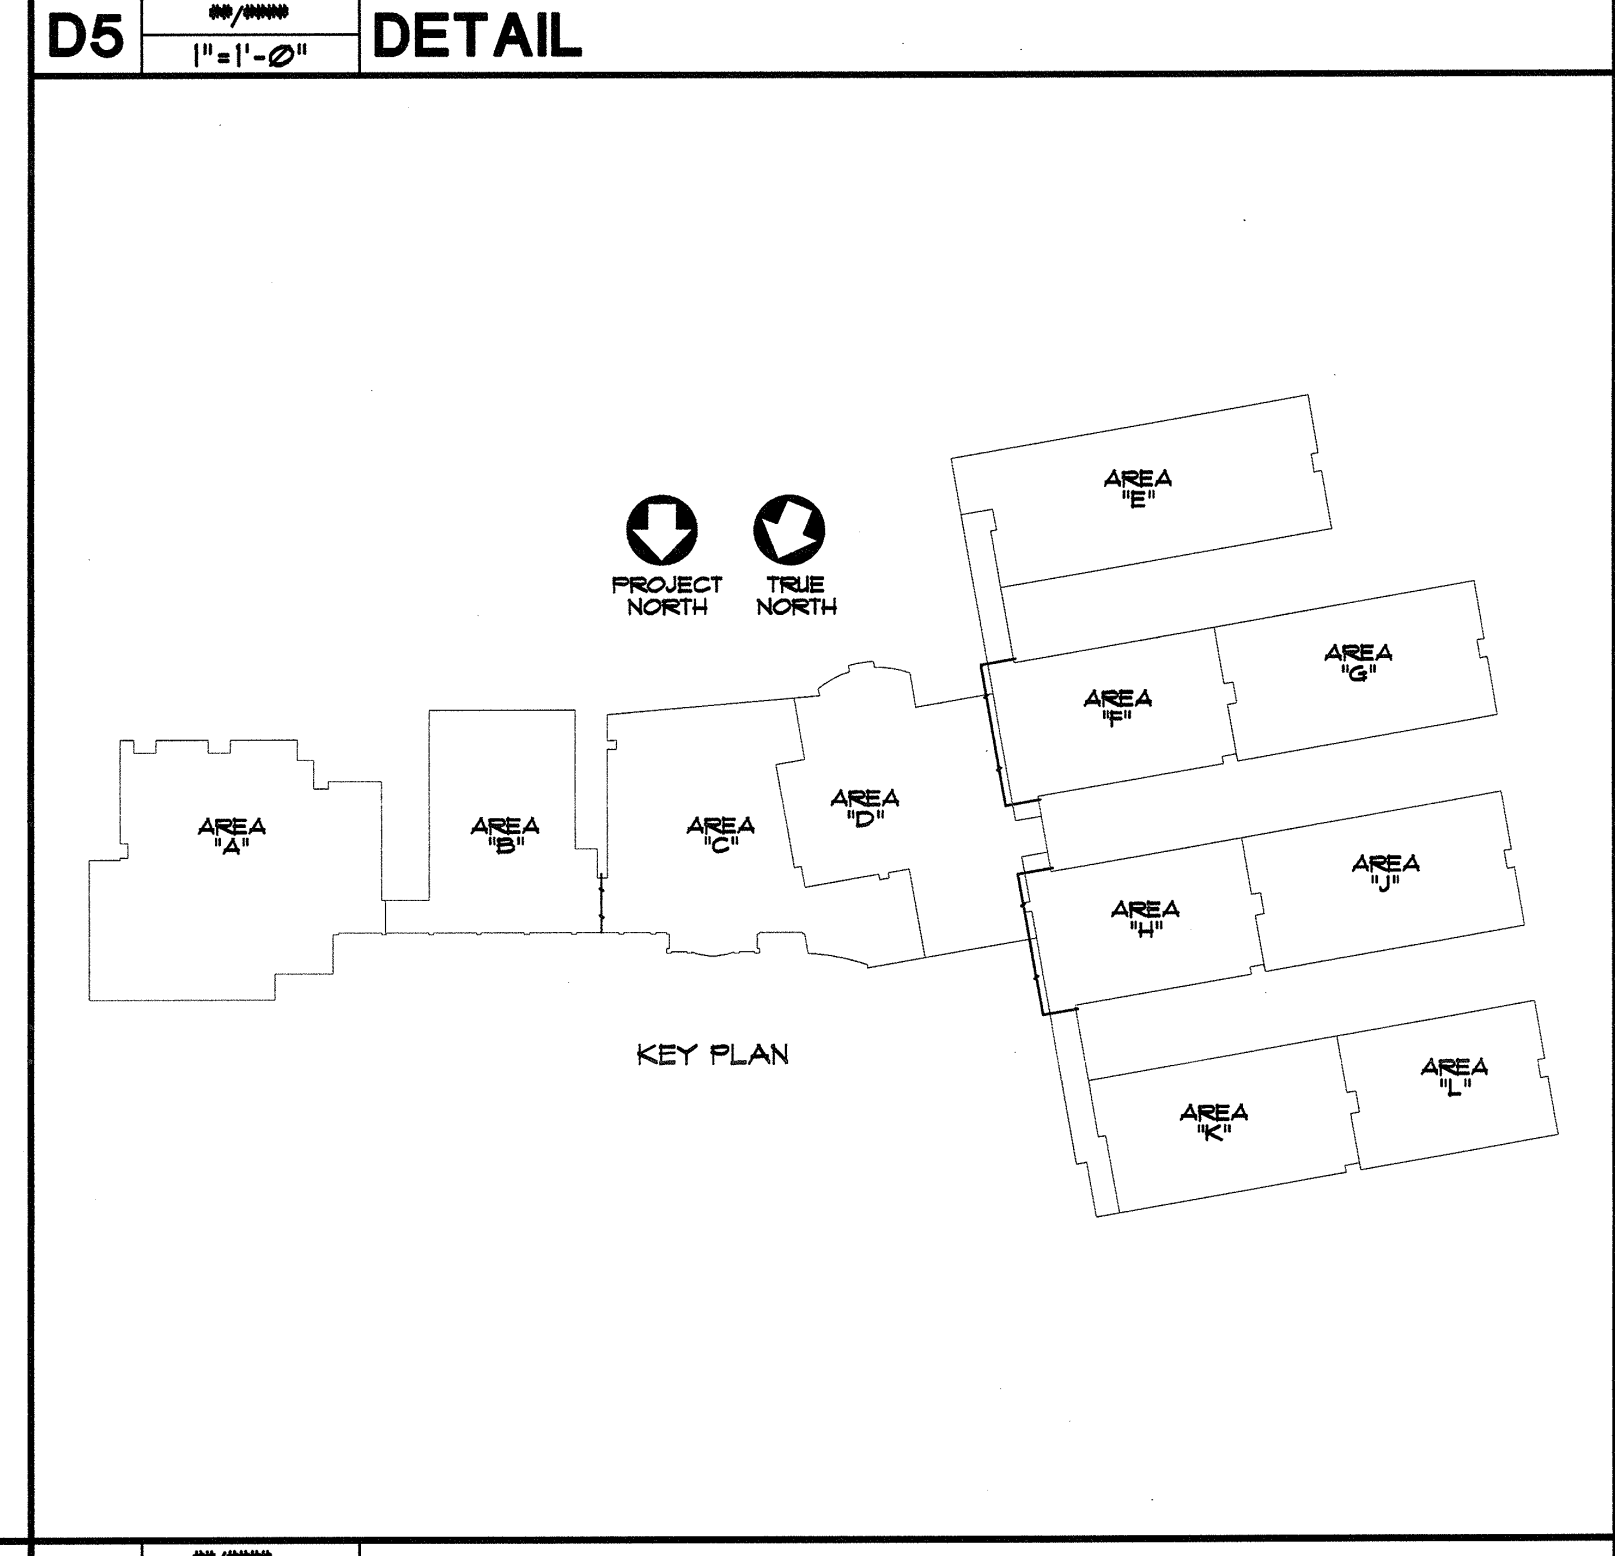 D5
##/####
1"=1'-0"
DETAIL
AREA
"E"
PROJECT
NORTH
TRUE
NORTH
AREA
"G"
AREA
"F"
AREA
"A"
AREA
"B"
AREA
"C"
AREA
"D"
AREA
"J"
AREA
"H"
KEY PLAN
AREA
"L"
AREA
"K"